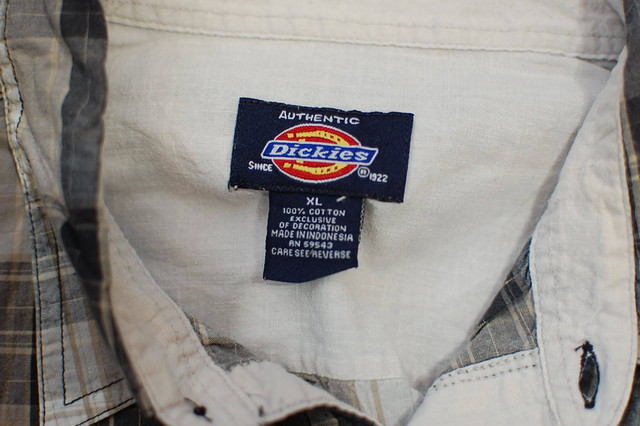 AUTHENTIC
Dickies
SINCE ® 1922
XL
100% COTTON
EXCLUSIVE
OF DECORATION
MADE IN INDONESIA
RN 59543
CARE SEE REVERSE